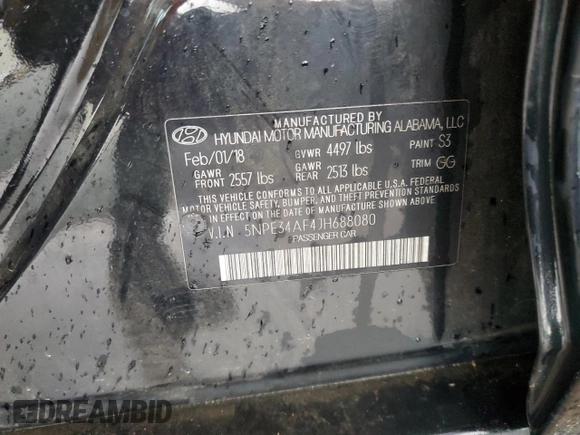 MANUFACTURED BY
HYUNDAI MOTOR MANUFACTURING ALABAMA, LLC
Feb/01/18 GVWR 4497 lbs PAINT S3
GAWR FRONT 2557 lbs GAWR REAR 2513 lbs TRIM GG
THIS VEHICLE CONFORMS TO ALL APPLICABLE U.S.A. FEDERAL
MOTOR VEHICLE SAFETY, BUMPER, AND THEFT PREVENTION STANDARDS
IN EFFECT ON THE DATE OF MANUFACTURE SHOWN ABOVE.
V.I.N : 5NPE34AF4JH688080
PASSENGER CAR
DREAMBID